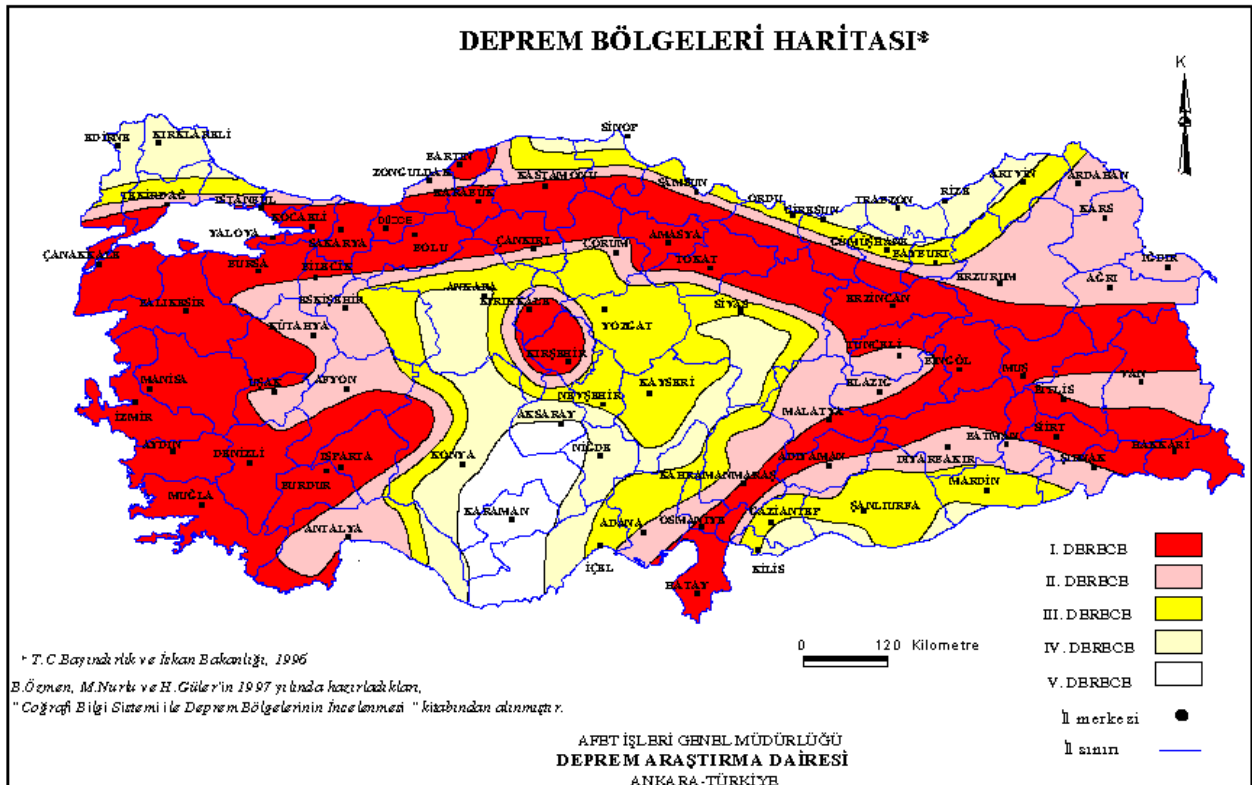 DEPREM BÖLGELERİ HARİTASI*
K
SİNOP
EDİRNE
KIRKLARELİ
BARTIN
ZONGULDAK
KASTAMONU
KARABÜK
SAMSUN
ARTVİN
ARDAHAN
RİZE
TEKİRDAĞ
İSTANBUL
ORDU
GİRESUN
TRABZON
KARS
KOCAELİ
DÜZCE
YALOVA
SAKARYA
BOLU
ÇANKIRI
ÇORUM
AMASYA
GÜMÜŞHANE
BAYBURT
ÇANAKKALE
BURSA
BİLECİK
TOKAT
ERZURUM
IĞDIR
AĞRI
ANKARA
KIRIKKALE
BALIKESİR
ESKİŞEHİR
SİVAS
ERZİNCAN
KÜTAHYA
YOZGAT
KIRŞEHİR
TUNCELİ
BİNGÖL
MUŞ
VAN
MANİSA
UŞAK
AFYON
KAYSERİ
ELAZIĞ
BİTLİS
İZMİR
NEVŞEHİR
AKSARAY
MALATYA
SİİRT
BATMAN
HAKKARİ
AYDIN
DENİZLİ
ISPARTA
KONYA
NİĞDE
ADIYAMAN
DİYARBAKIR
ŞIRNAK
KAHRAMANMARAŞ
BURDUR
MARDİN
MUĞLA
KARAMAN
ADANA
OSMANİYE
GAZİANTEP
ŞANLIURFA
ANTALYA
İÇEL
KİLİS
HATAY
I. DERECE
II. DERECE
III. DERECE
IV. DERECE
V. DERECE
İl merkezi
İl sınırı
0 120 Kilometre
* T.C Bayındırlık ve İskan Bakanlığı, 1996
B.Özmen, M.Nurlu ve H.Güler'in 1997 yılında hazırladıkları,
"Coğrafi Bilgi Sistemi ile Deprem Bölgelerinin İncelenmesi " kitabından alınmıştır.
AFET İŞLERİ GENEL MÜDÜRLÜĞÜ
DEPREM ARAŞTIRMA DAİRESİ
ANKARA-TÜRKİYE